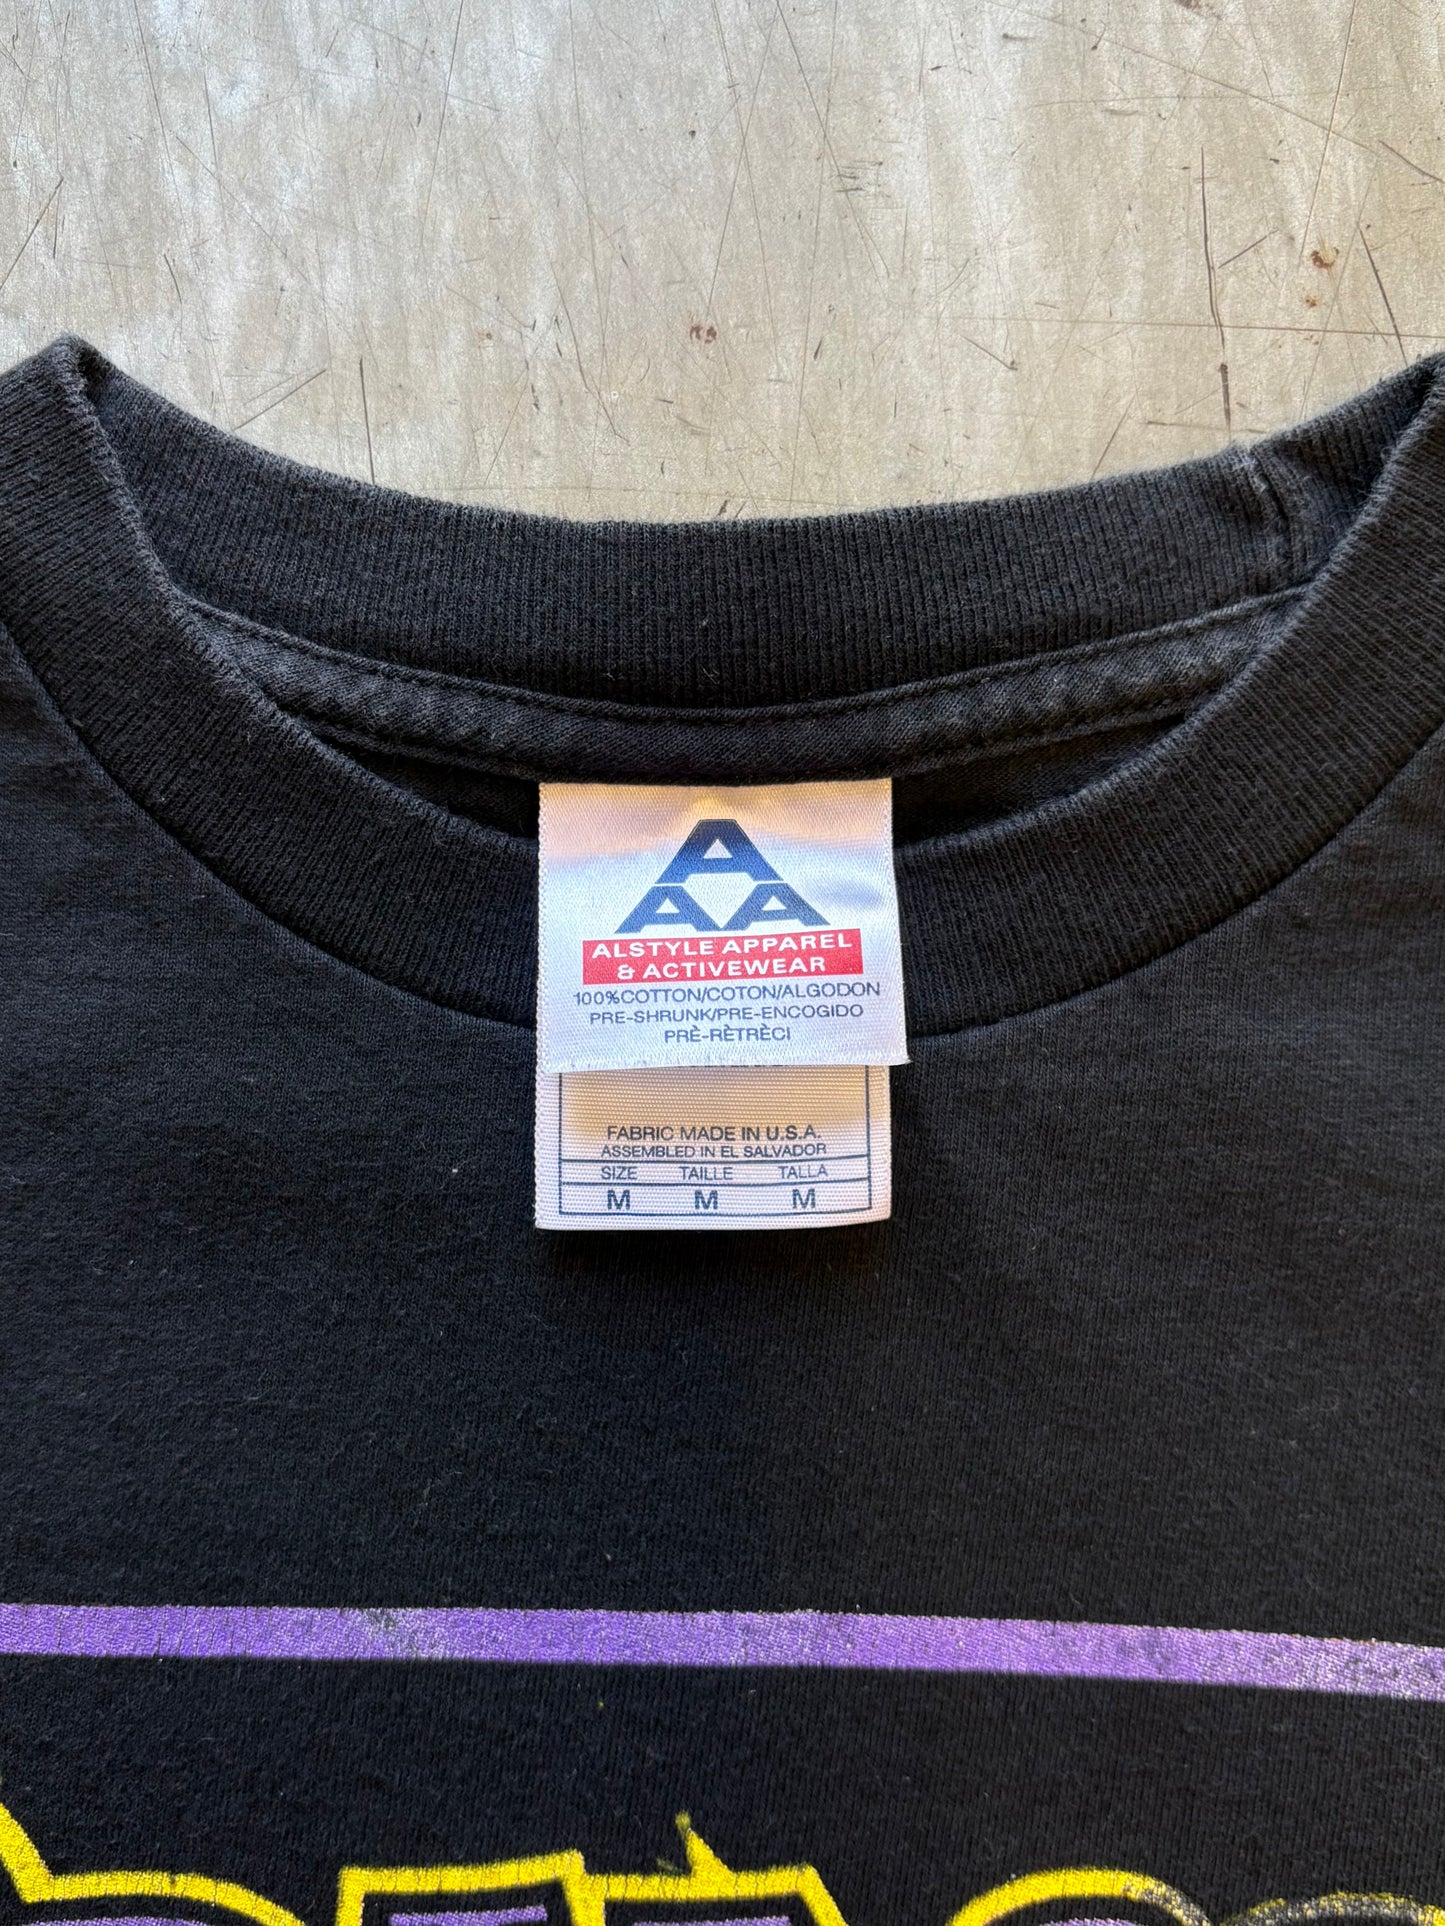 A
A A
ALSTYLE APPAREL
& ACTIVEWEAR
100%COTTON/COTON/ALGODON
PRE-SHRUNK/PRE-ENCOGIDO
PRÈ-RÈTRÈCI
FABRIC MADE IN U.S.A.
ASSEMBLED IN EL SALVADOR
SIZE TAILLE TALLA
M M M